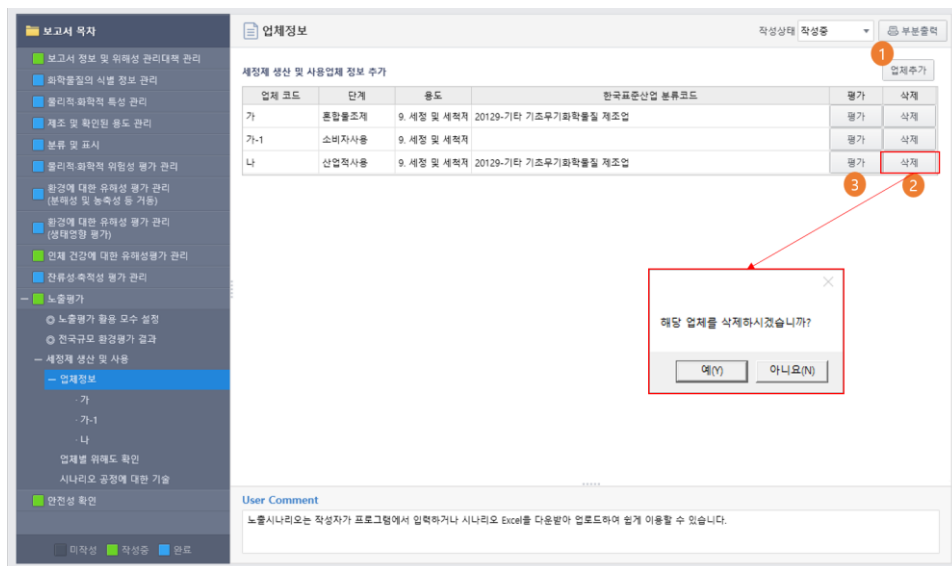 보고서 목차
보고서 정보 및 위해성 관리대책 관리
화학물질의 식별 정보 관리
물리적·화학적 특성 관리
제조 및 확인된 용도 관리
분류 및 표시
물리적·화학적 위험성 평가 관리
환경에 대한 유해성 평가 관리
(분해성 및 농축성 등 거동)
환경에 대한 유해성 평가 관리
(생태영향 평가)
인체 건강에 대한 유해성평가 관리
잔류성·축적성 평가 관리
노출평가
노출평가 활용 모수 설정
전국규모 환경평가 결과
세정제 생산 및 사용
업체정보
· 가
· 가-1
· 나
업체별 위해도 확인
시나리오 공정에 대한 기술
안전성 확인
미작성 작성중 완료
업체정보
작성상태 작성중 부분출력
1
세정제 생산 및 사용업체 정보 추가 업체추가
업체 코드 단계 용도 한국표준산업 분류코드 평가 삭제
가 혼합물조제 9. 세정 및 세척제 20129-기타 기초무기화학물질 제조업 평가 삭제
가-1 소비자사용 9. 세정 및 세척제 평가 삭제
나 산업적사용 9. 세정 및 세척제 20129-기타 기초무기화학물질 제조업 평가 삭제
3 2
해당 업체를 삭제하시겠습니까?
예(Y) 아니요(N)
User Comment
노출시나리오는 작성자가 프로그램에서 입력하거나 시나리오 Excel을 다운받아 업로드하여 쉽게 이용할 수 있습니다.